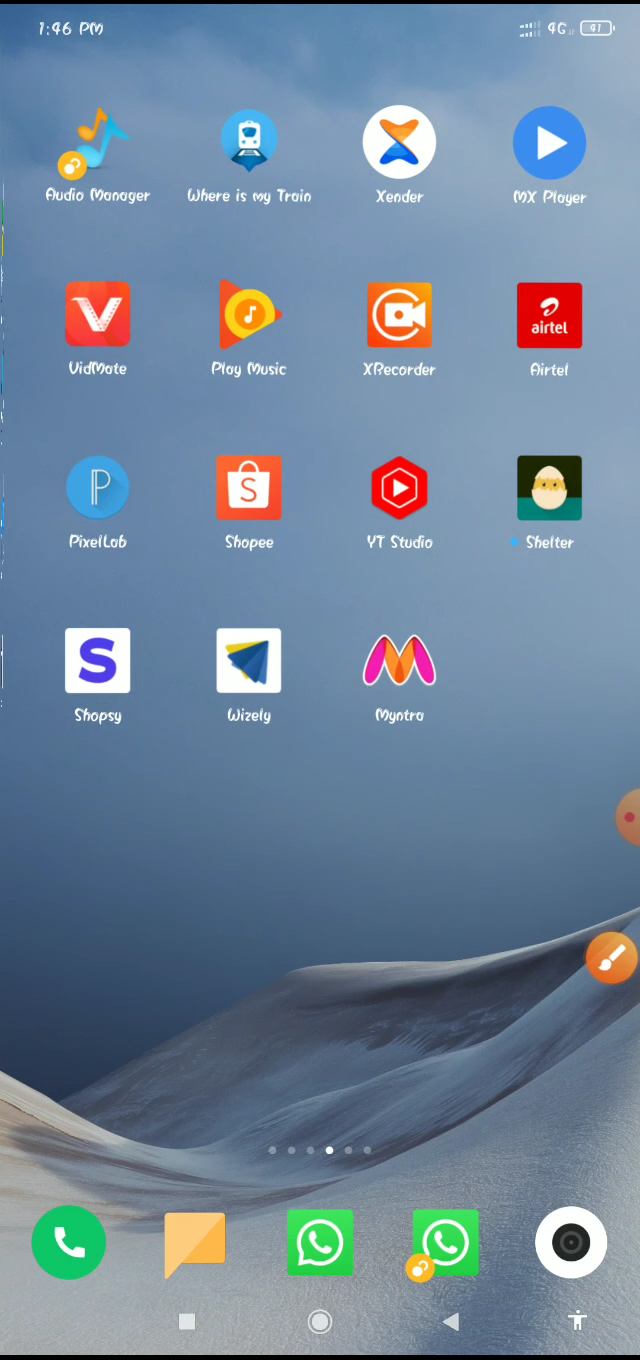 1:46 PM 4G 41
Audio Manager Where is my Train Xender MX Player
airtel
VidMate Play Music XRecorder Airtel
PixelLab Shopee YT Studio Shelter
Shopsy Wizely Myntra